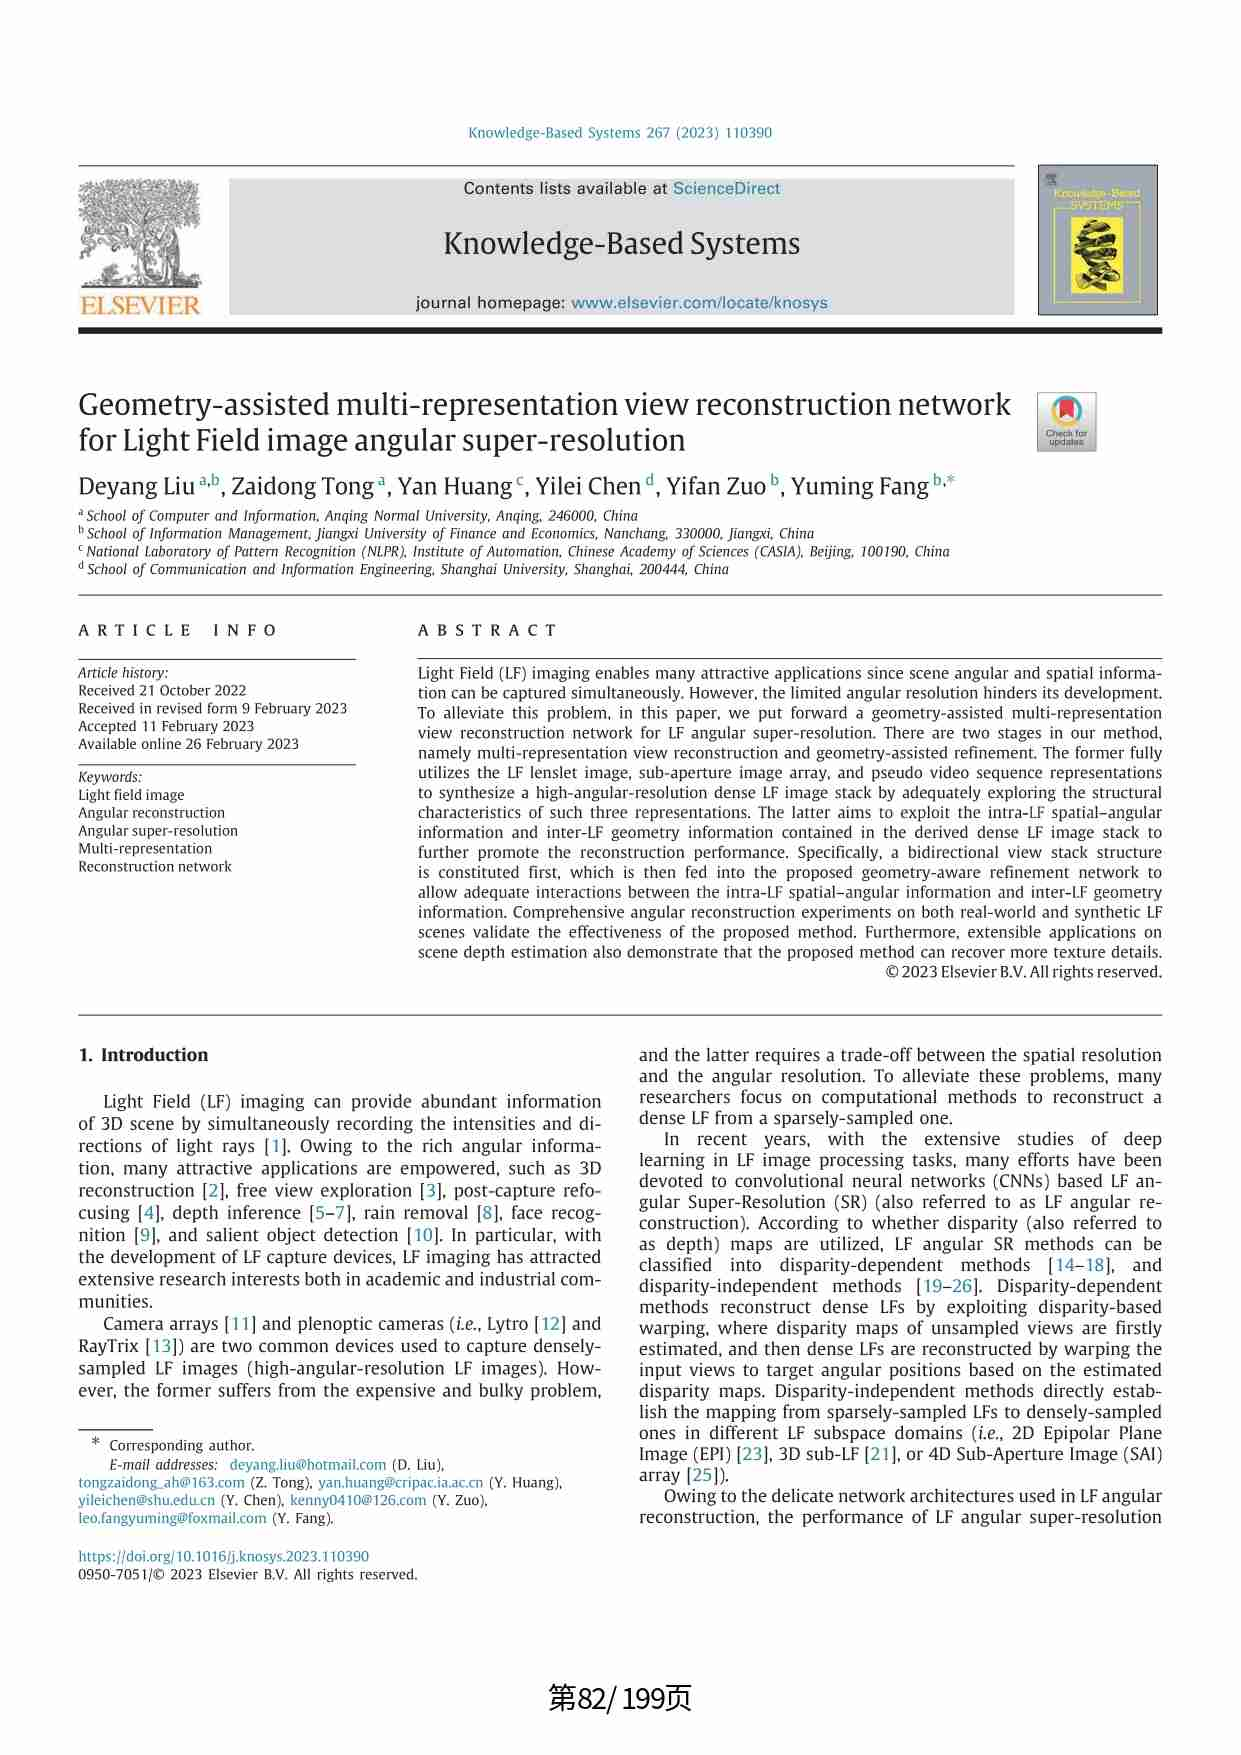 Knowledge-Based Systems 267 (2023) 110390
Contents lists available at ScienceDirect
Knowledge-Based Systems
journal homepage: www.elsevier.com/locate/knosys
ELSEVIER
Knowledge-Based
SYSTEMS
Geometry-assisted multi-representation view reconstruction network
for Light Field image angular super-resolution
Check for
updates
Deyang Liu a,b, Zaidong Tong a, Yan Huang c, Yilei Chen d, Yifan Zuo b, Yuming Fang b,*
a School of Computer and Information, Anqing Normal University, Anqing, 246000, China
b School of Information Management, Jiangxi University of Finance and Economics, Nanchang, 330000, Jiangxi, China
c National Laboratory of Pattern Recognition (NLPR), Institute of Automation, Chinese Academy of Sciences (CASIA), Beijing, 100190, China
d School of Communication and Information Engineering, Shanghai University, Shanghai, 200444, China
ARTICLE INFO
Article history:
Received 21 October 2022
Received in revised form 9 February 2023
Accepted 11 February 2023
Available online 26 February 2023
Keywords:
Light field image
Angular reconstruction
Angular super-resolution
Multi-representation
Reconstruction network
ABSTRACT
Light Field (LF) imaging enables many attractive applications since scene angular and spatial informa-
tion can be captured simultaneously. However, the limited angular resolution hinders its development.
To alleviate this problem, in this paper, we put forward a geometry-assisted multi-representation
view reconstruction network for LF angular super-resolution. There are two stages in our method,
namely multi-representation view reconstruction and geometry-assisted refinement. The former fully
utilizes the LF lenslet image, sub-aperture image array, and pseudo video sequence representations
to synthesize a high-angular-resolution dense LF image stack by adequately exploring the structural
characteristics of such three representations. The latter aims to exploit the intra-LF spatial–angular
information and inter-LF geometry information contained in the derived dense LF image stack to
further promote the reconstruction performance. Specifically, a bidirectional view stack structure
is constituted first, which is then fed into the proposed geometry-aware refinement network to
allow adequate interactions between the intra-LF spatial–angular information and inter-LF geometry
information. Comprehensive angular reconstruction experiments on both real-world and synthetic LF
scenes validate the effectiveness of the proposed method. Furthermore, extensible applications on
scene depth estimation also demonstrate that the proposed method can recover more texture details.
© 2023 Elsevier B.V. All rights reserved.
1. Introduction
Light Field (LF) imaging can provide abundant information
of 3D scene by simultaneously recording the intensities and di-
rections of light rays [1]. Owing to the rich angular informa-
tion, many attractive applications are empowered, such as 3D
reconstruction [2], free view exploration [3], post-capture refo-
cusing [4], depth inference [5–7], rain removal [8], face recog-
nition [9], and salient object detection [10]. In particular, with
the development of LF capture devices, LF imaging has attracted
extensive research interests both in academic and industrial com-
munities.
Camera arrays [11] and plenoptic cameras (i.e., Lytro [12] and
RayTrix [13]) are two common devices used to capture densely-
sampled LF images (high-angular-resolution LF images). How-
ever, the former suffers from the expensive and bulky problem,
* Corresponding author.
E-mail addresses: deyang.liu@hotmail.com (D. Liu),
tongzaidong_ah@163.com (Z. Tong), yan.huang@cripac.ia.ac.cn (Y. Huang),
yileichen@shu.edu.cn (Y. Chen), kenny0410@126.com (Y. Zuo),
leo.fangyuming@foxmail.com (Y. Fang).
https://doi.org/10.1016/j.knosys.2023.110390
0950-7051/© 2023 Elsevier B.V. All rights reserved.
and the latter requires a trade-off between the spatial resolution
and the angular resolution. To alleviate these problems, many
researchers focus on computational methods to reconstruct a
dense LF from a sparsely-sampled one.
In recent years, with the extensive studies of deep
learning in LF image processing tasks, many efforts have been
devoted to convolutional neural networks (CNNs) based LF an-
gular Super-Resolution (SR) (also referred to as LF angular re-
construction). According to whether disparity (also referred to
as depth) maps are utilized, LF angular SR methods can be
classified into disparity-dependent methods [14–18], and
disparity-independent methods [19–26]. Disparity-dependent
methods reconstruct dense LFs by exploiting disparity-based
warping, where disparity maps of unsampled views are firstly
estimated, and then dense LFs are reconstructed by warping the
input views to target angular positions based on the estimated
disparity maps. Disparity-independent methods directly estab-
lish the mapping from sparsely-sampled LFs to densely-sampled
ones in different LF subspace domains (i.e., 2D Epipolar Plane
Image (EPI) [23], 3D sub-LF [21], or 4D Sub-Aperture Image (SAI)
array [25]).
Owing to the delicate network architectures used in LF angular
reconstruction, the performance of LF angular super-resolution
第82/ 199页